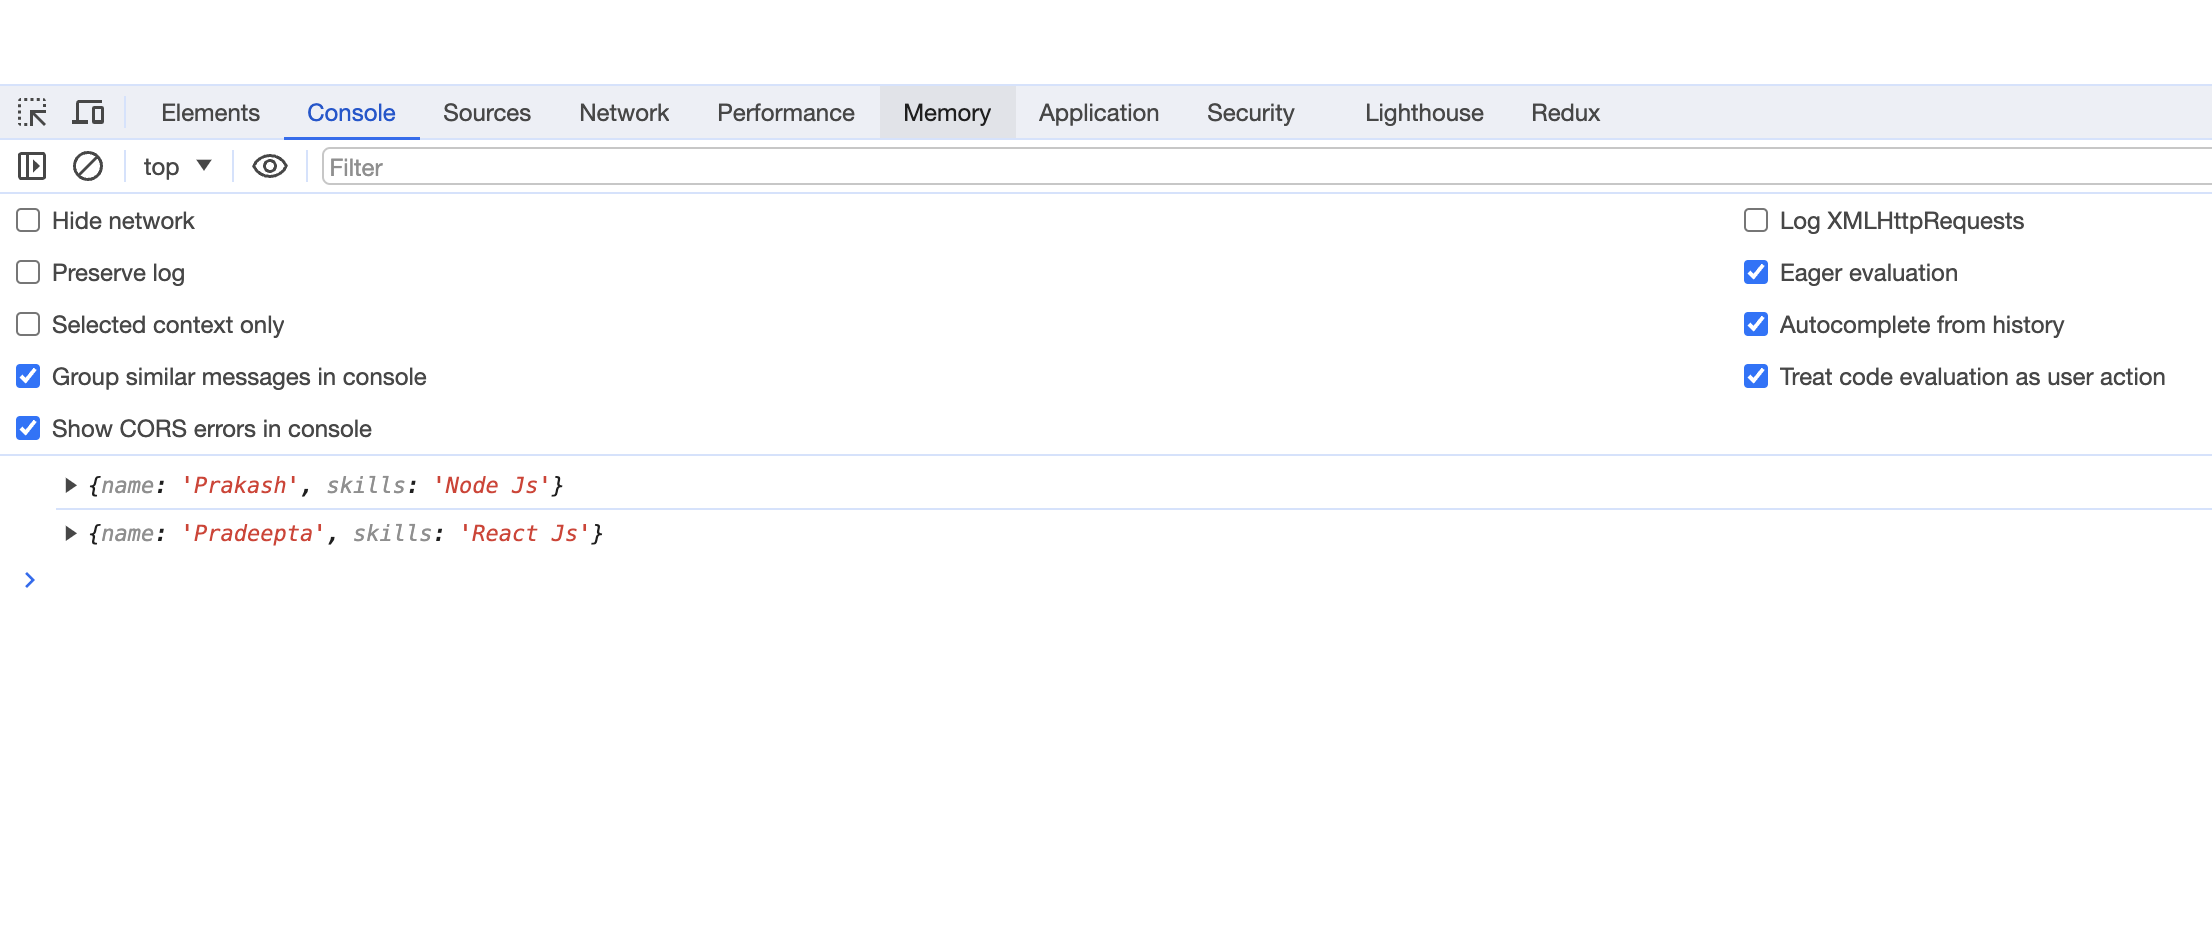 Elements Console Sources Network Performance Memory Application Security Lighthouse Redux
top Filter
Hide network Log XMLHttpRequests
Preserve log Eager evaluation
Selected context only Autocomplete from history
Group similar messages in console Treat code evaluation as user action
Show CORS errors in console
{name: 'Prakash', skills: 'Node Js'}
{name: 'Pradeepta', skills: 'React Js'}